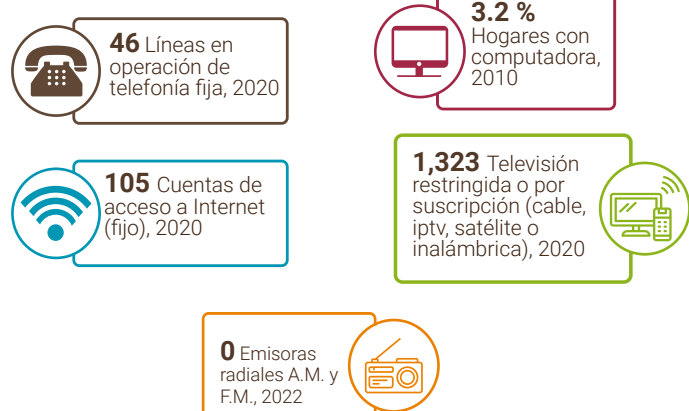 46 Líneas en
operación de
telefonía fija, 2020
3.2 %
Hogares con
computadora,
2010
105 Cuentas de
acceso a Internet
(fijo), 2020
1,323 Televisión
restringida o por
suscripción (cable,
iptv, satélite o
inalámbrica), 2020
0 Emisoras
radiales A.M. y
F.M., 2022